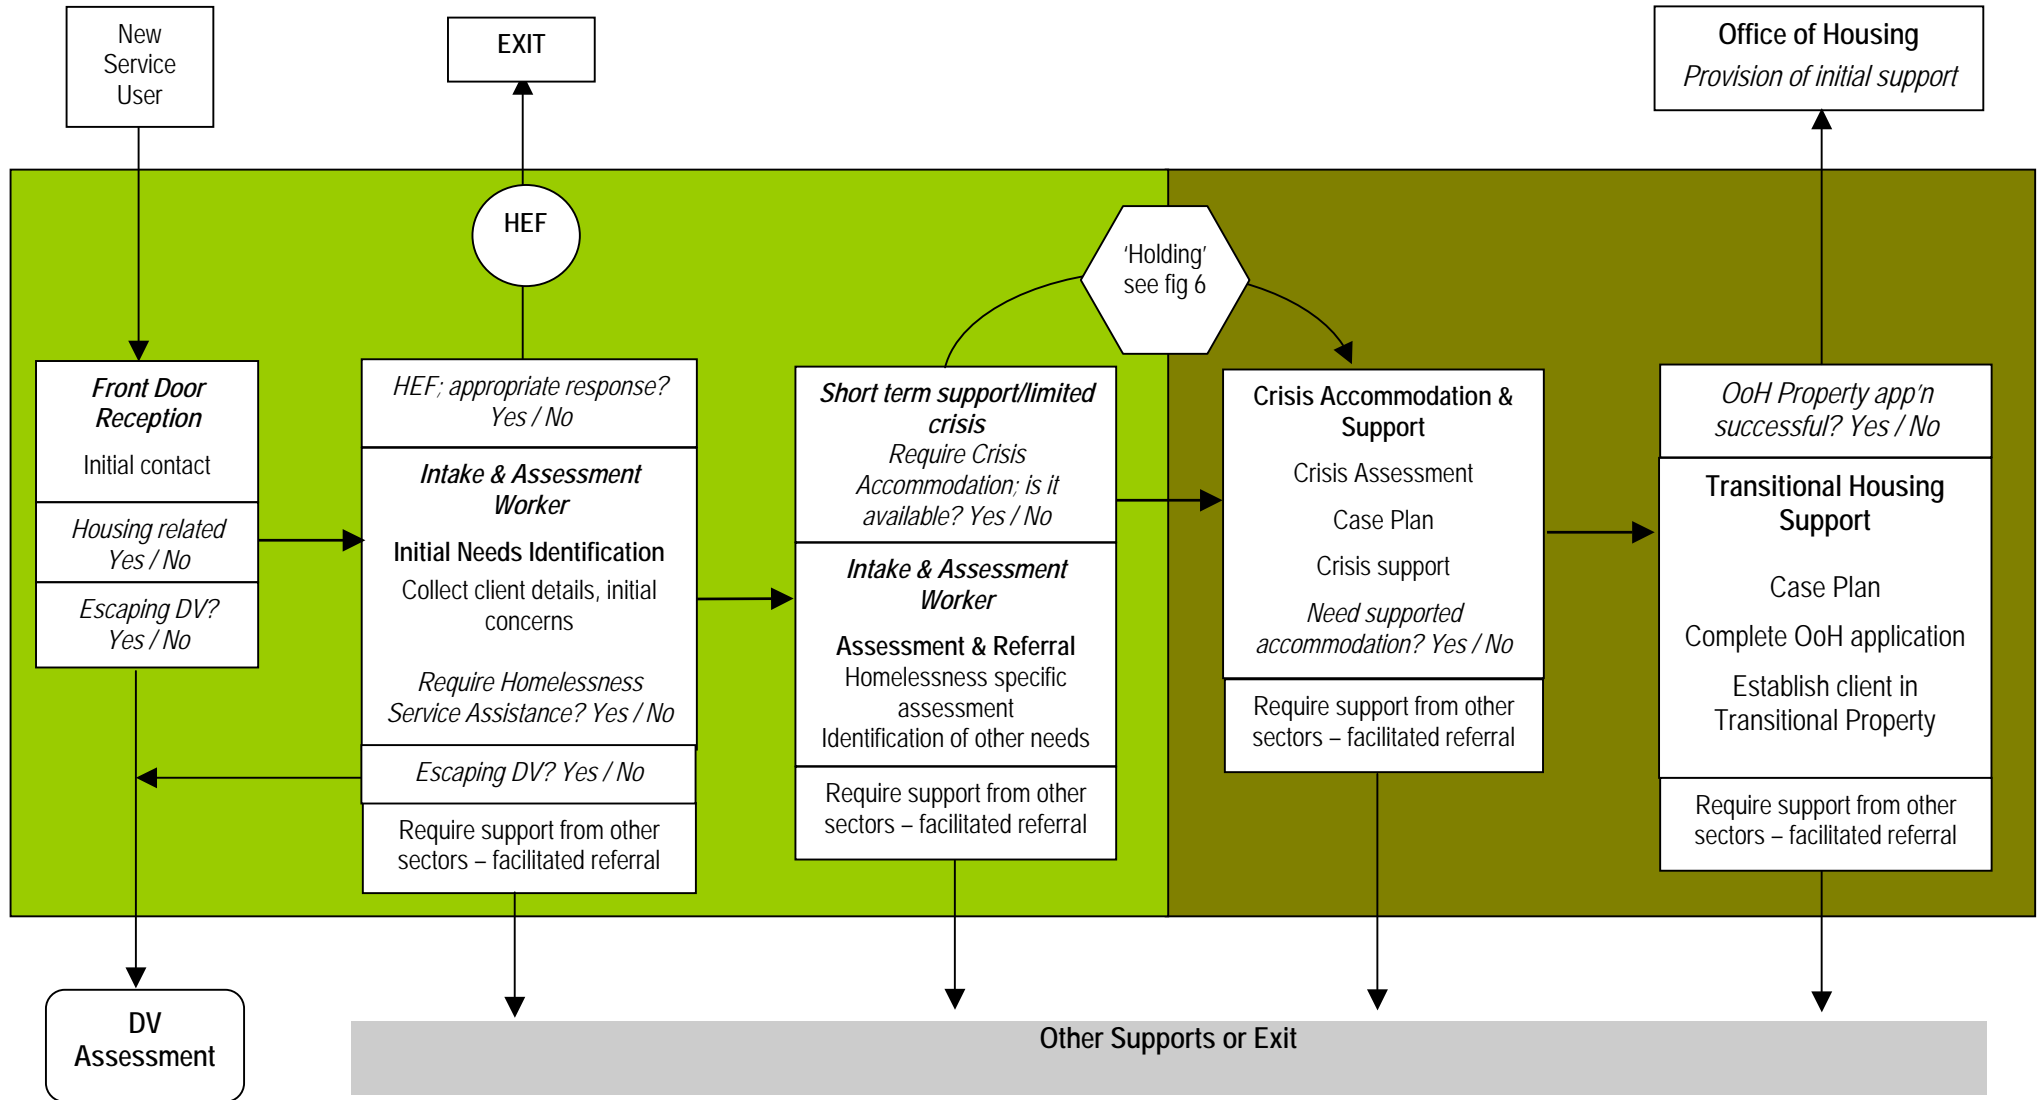 New
Service
User
EXIT
Office of Housing
Provision of initial support
HEF
‘Holding’
see fig 6
Front Door
Reception
Initial contact
Housing related
Yes / No
Escaping DV?
Yes / No
HEF; appropriate response?
Yes / No
Intake & Assessment
Worker
Initial Needs Identification
Collect client details, initial
concerns
Require Homelessness
Service Assistance? Yes / No
Escaping DV? Yes / No
Require support from other
sectors – facilitated referral
Short term support/limited
crisis
Require Crisis
Accommodation; is it
available? Yes / No
Intake & Assessment
Worker
Assessment & Referral
Homelessness specific
assessment
Identification of other needs
Require support from other
sectors – facilitated referral
Crisis Accommodation &
Support
Crisis Assessment
Case Plan
Crisis support
Need supported
accommodation? Yes / No
Require support from other
sectors – facilitated referral
OoH Property app’n
successful? Yes / No
Transitional Housing
Support
Case Plan
Complete OoH application
Establish client in
Transitional Property
Require support from other
sectors – facilitated referral
DV
Assessment
Other Supports or Exit